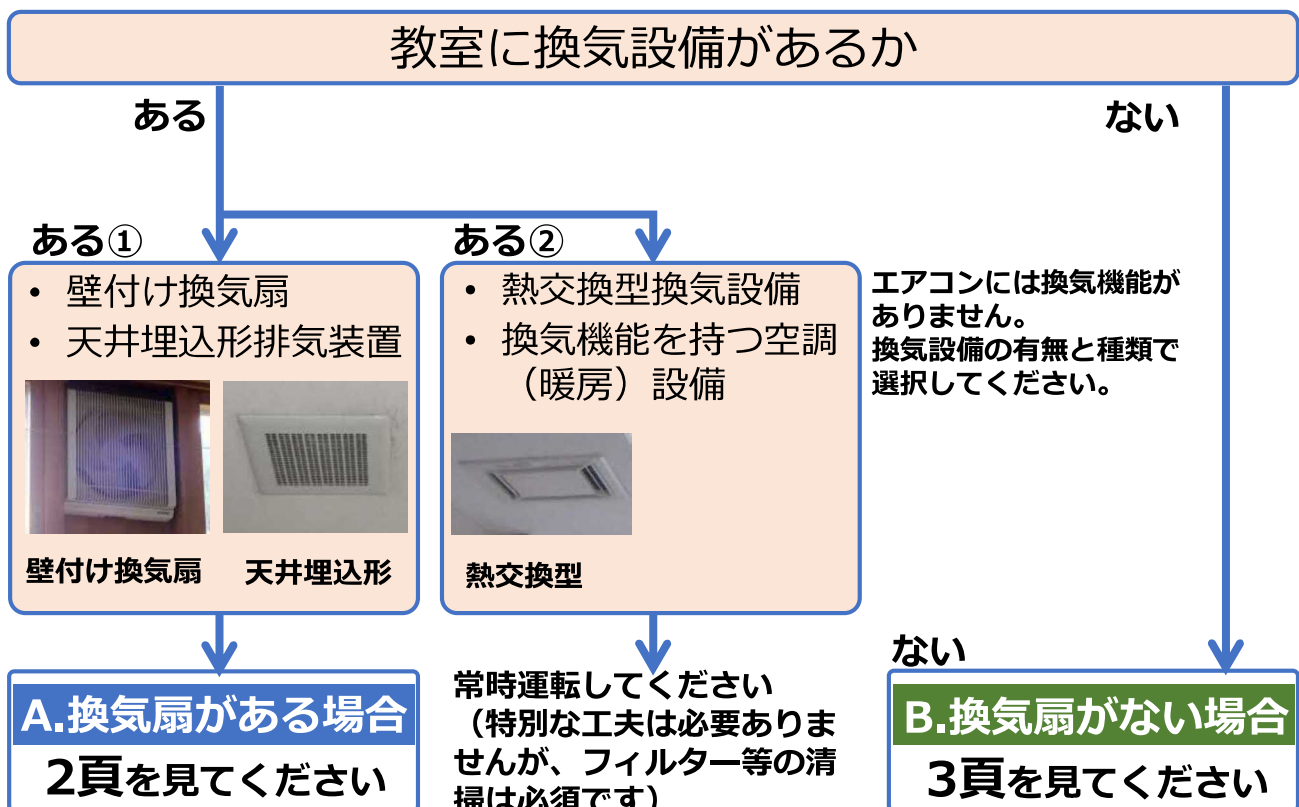 教室に換気設備があるか
ある
ない
ある①
• 壁付け換気扇
• 天井埋込形排気装置
壁付け換気扇
天井埋込形
ある②
• 熱交換型換気設備
• 換気機能を持つ空調
（暖房）設備
熱交換型
エアコンには換気機能が
ありません。
換気設備の有無と種類で
選択してください。
A.換気扇がある場合
2頁を見てください
常時運転してください
（特別な工夫は必要ありま
せんが、フィルター等の清
掃は必須です）
ない
B.換気扇がない場合
3頁を見てください